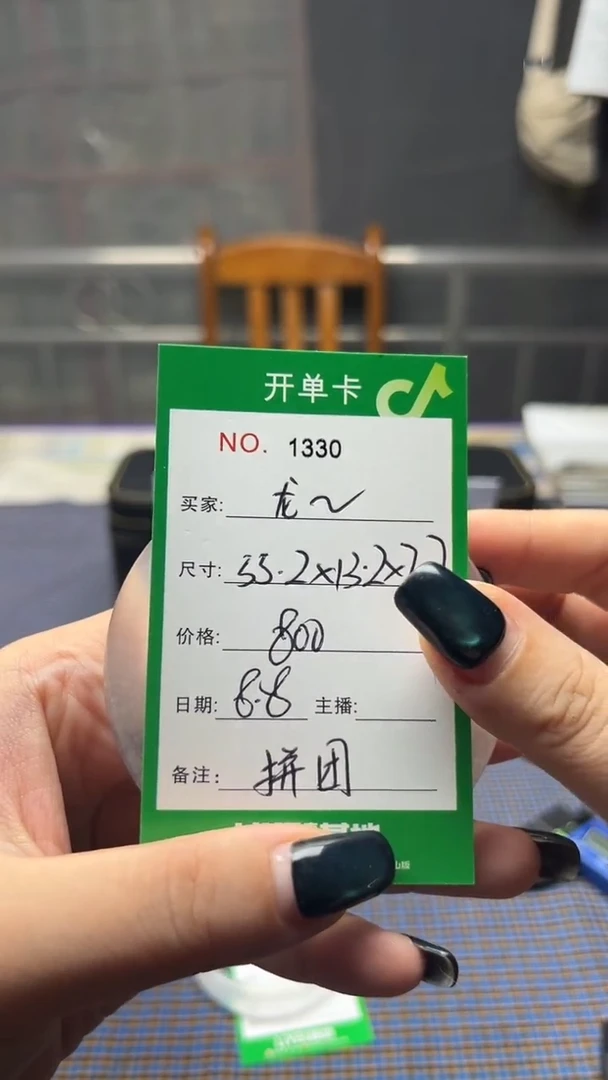 开单卡
NO. 1330
买家: 龙~
尺寸: 55.2x13.2x7.7
价格: 800
日期: 8.8 主播:
备注: 拼团